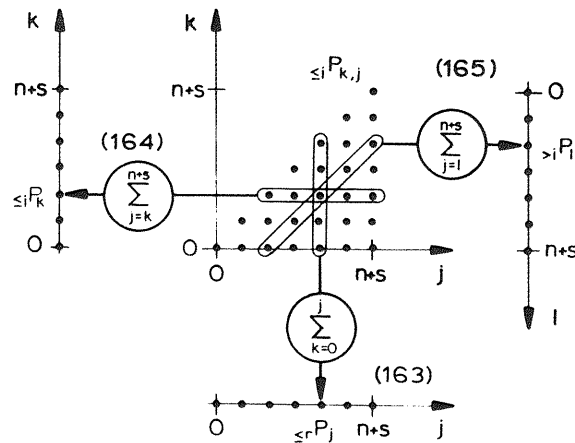 k
n+s
(164)
≤iPk
0
n+s
∑
j=k
k
n+s
0
0
n+s
j
≤iPk,j
(165)
n+s
∑
j=l
0
>iPl
n+s
l
j
∑
k=0
(163)
0
≤rPj
n+s
j